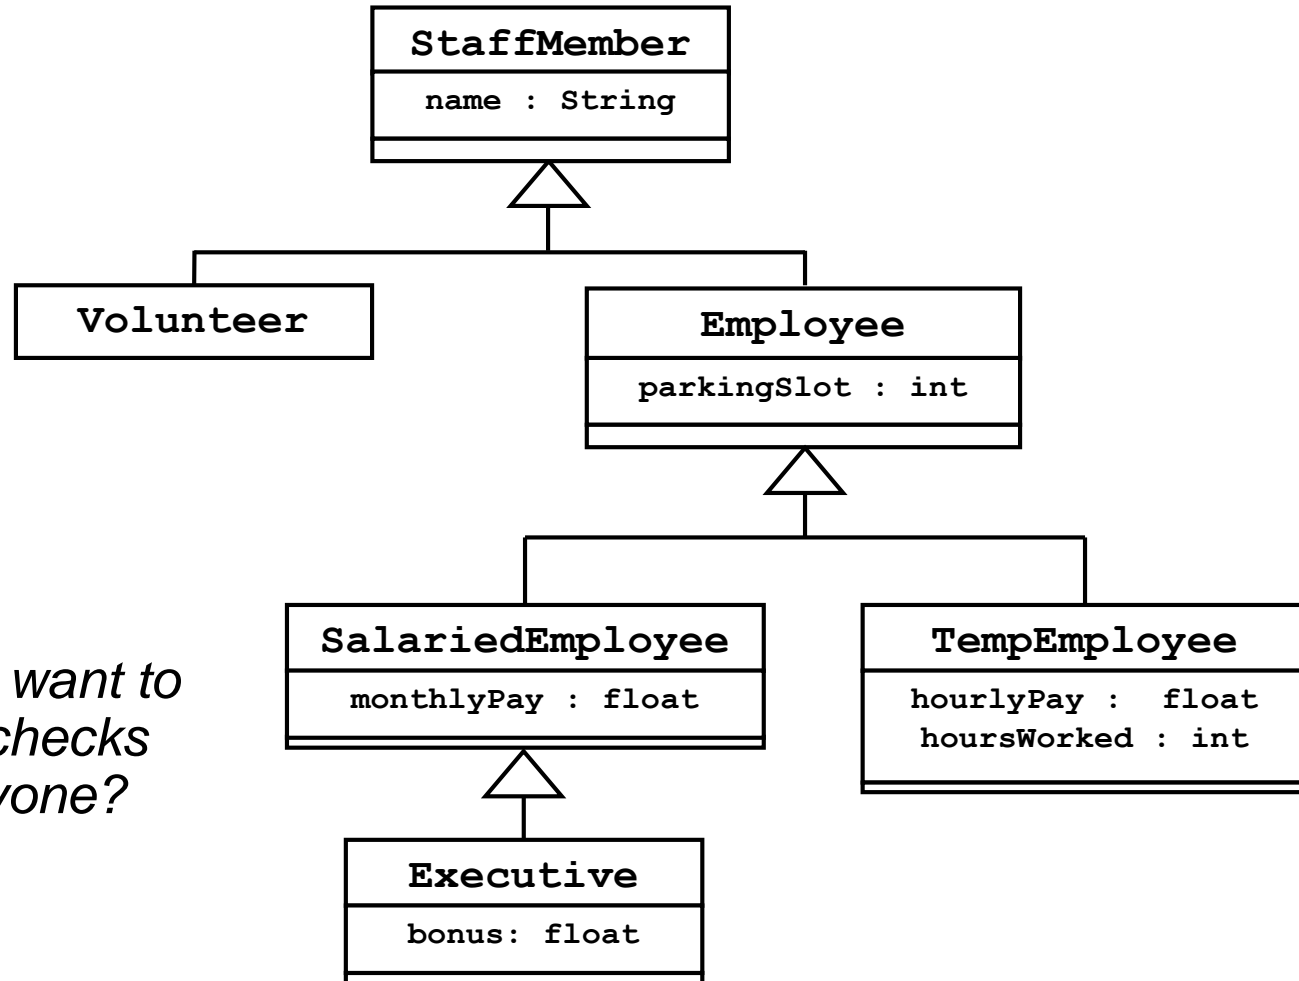 StaffMember
name : String
Volunteer
Employee
parkingSlot : int
SalariedEmployee
monthlyPay : float
TempEmployee
hourlyPay : float
hoursWorked : int
want to
checks
Executive
bonus: float